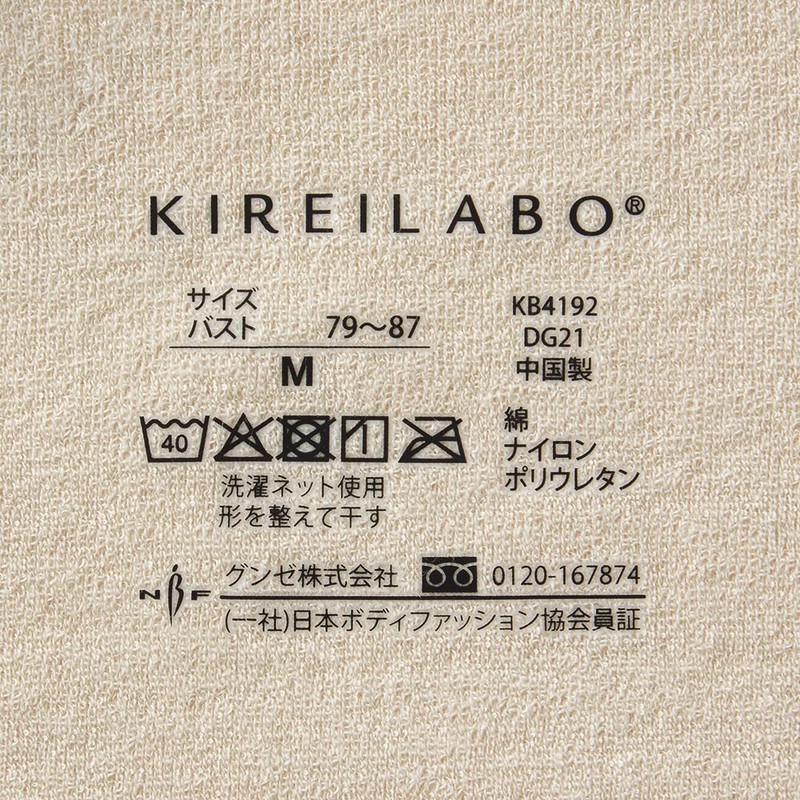 KIREILABO®
サイズ
バスト 79～87
M
KB4192
DG21
中国製
40
綿
ナイロン
ポリウレタン
洗濯ネット使用
形を整えて干す
NBF
グンゼ株式会社 0120-167874
(一社)日本ボディファッション協会員証